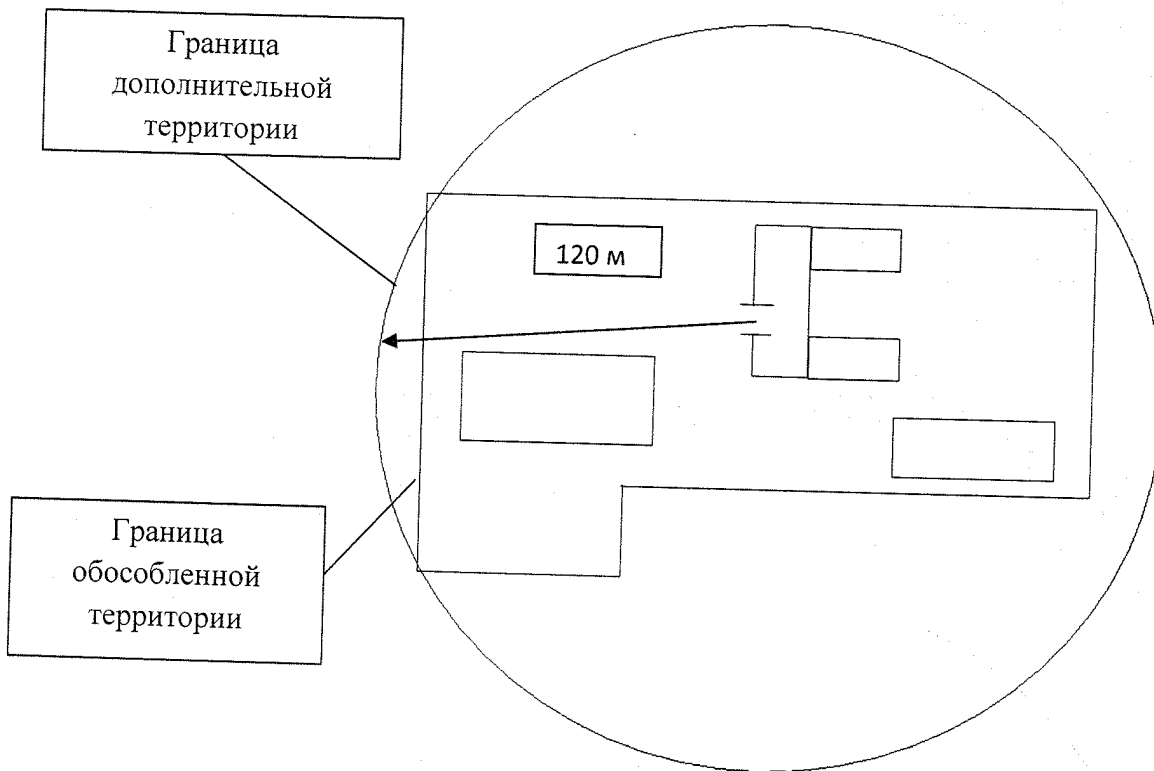 Граница
дополнительной
территории
120 м
Граница
обособленной
территории